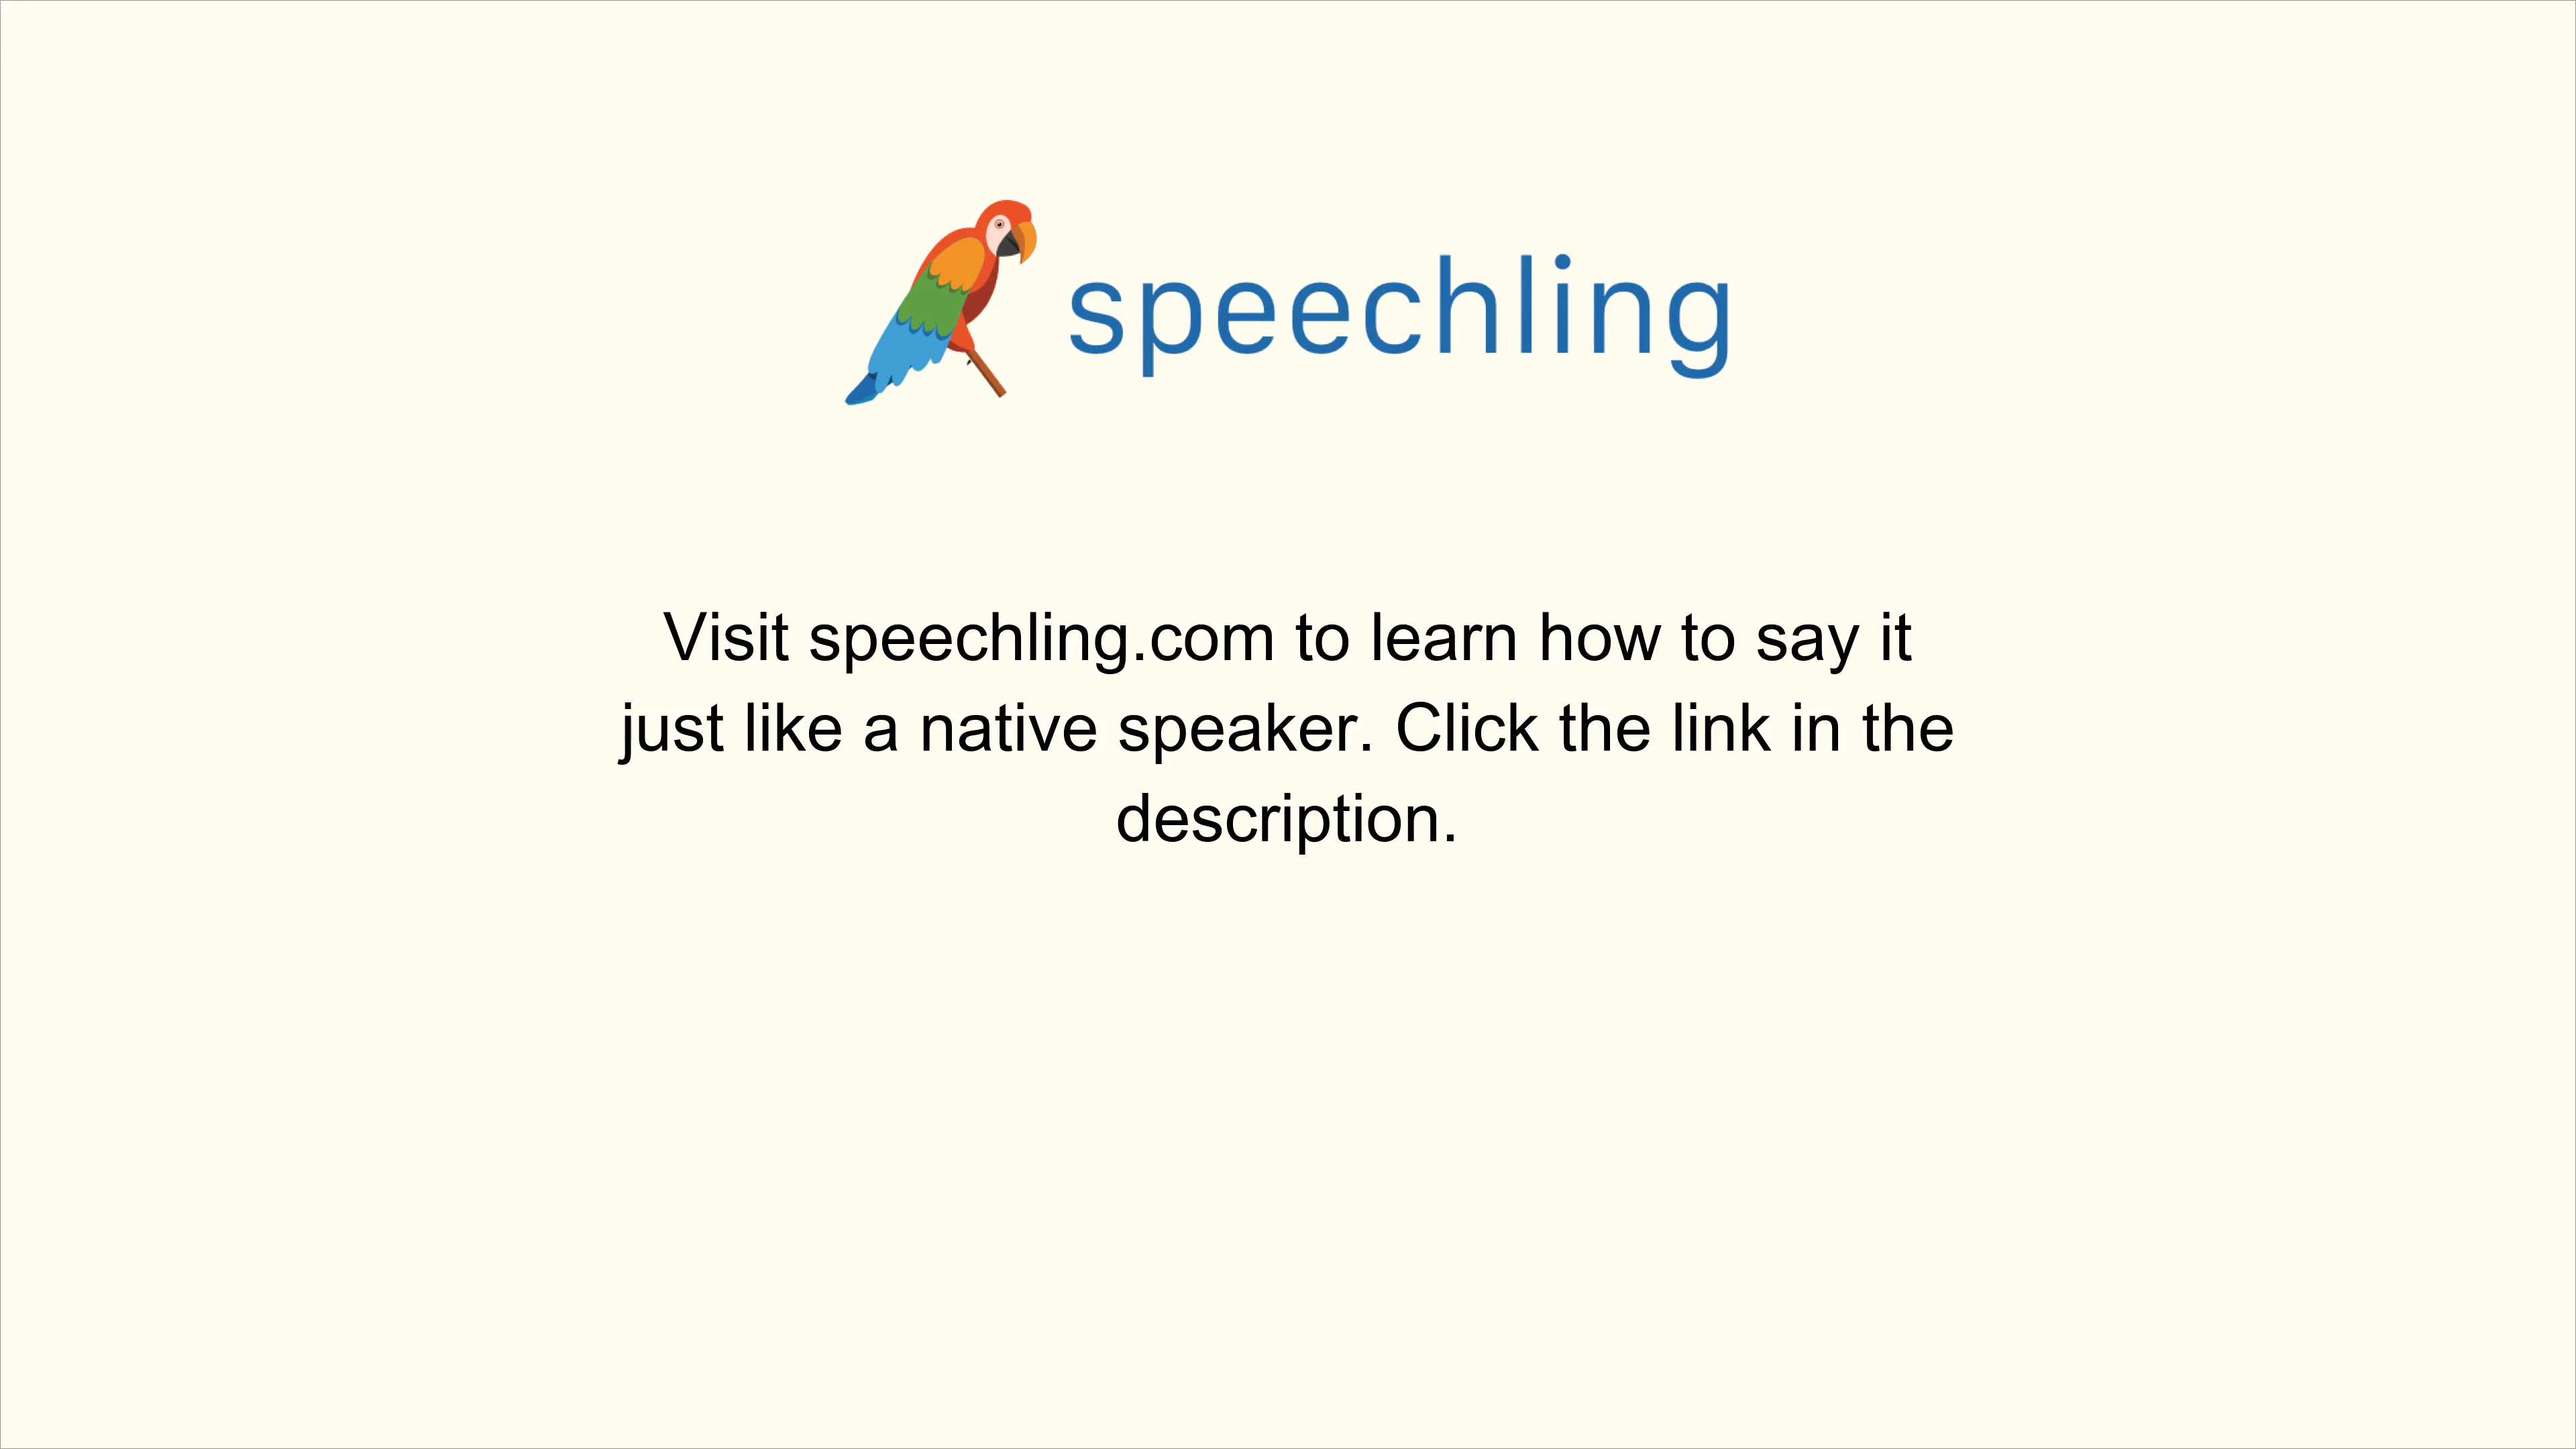 speechling
Visit speechling.com to learn how to say it
just like a native speaker. Click the link in the
description.